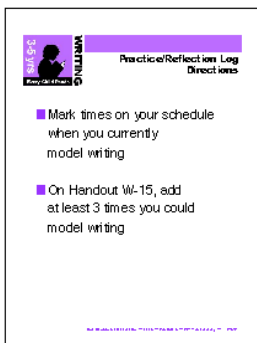 3-5 yrs
WRITING
Every Child Reads
Practice/Reflection Log
Directions
Mark times on your schedule
when you currently
model writing
On Handout W-15, add
at least 3 times you could
model writing